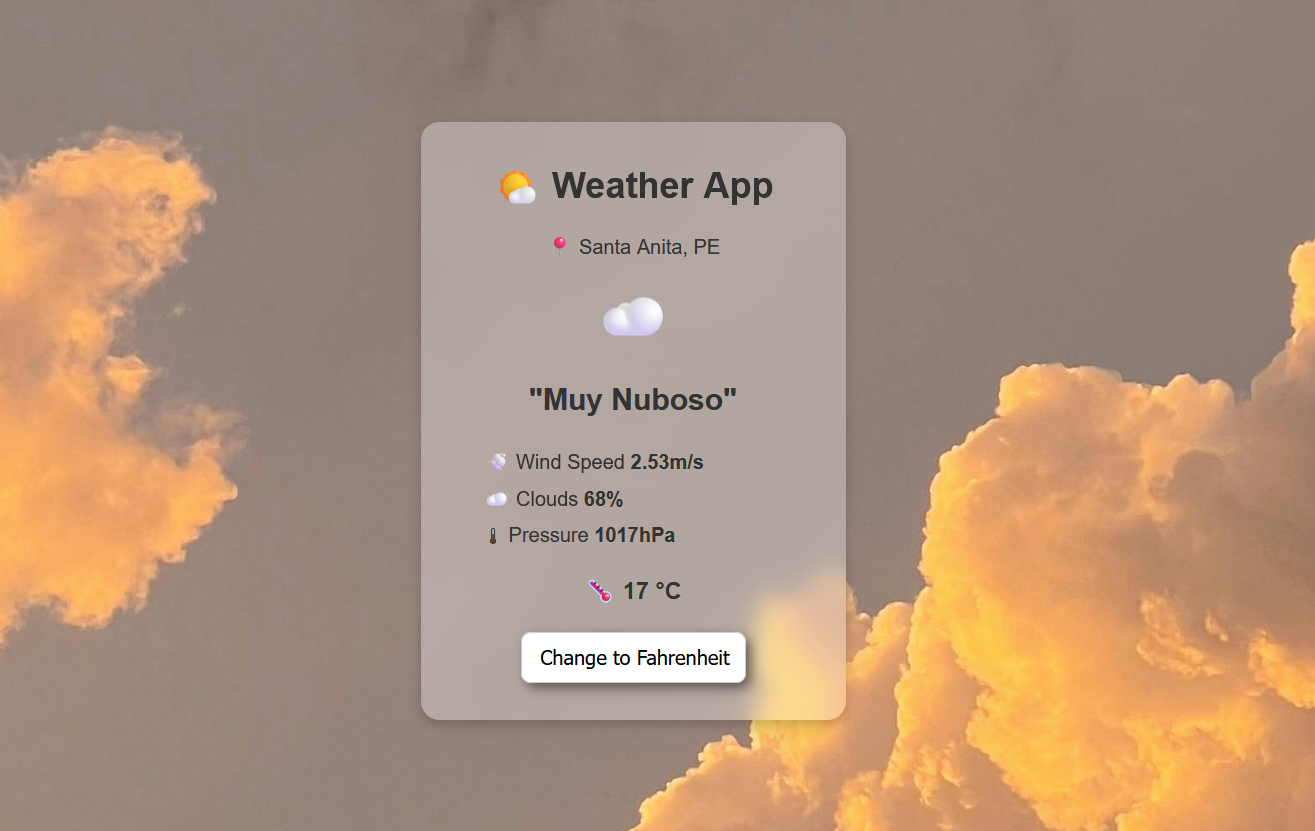 Weather App
Santa Anita, PE
"Muy Nuboso"
Wind Speed 2.53m/s
Clouds 68%
Pressure 1017hPa
17 °C
Change to Fahrenheit